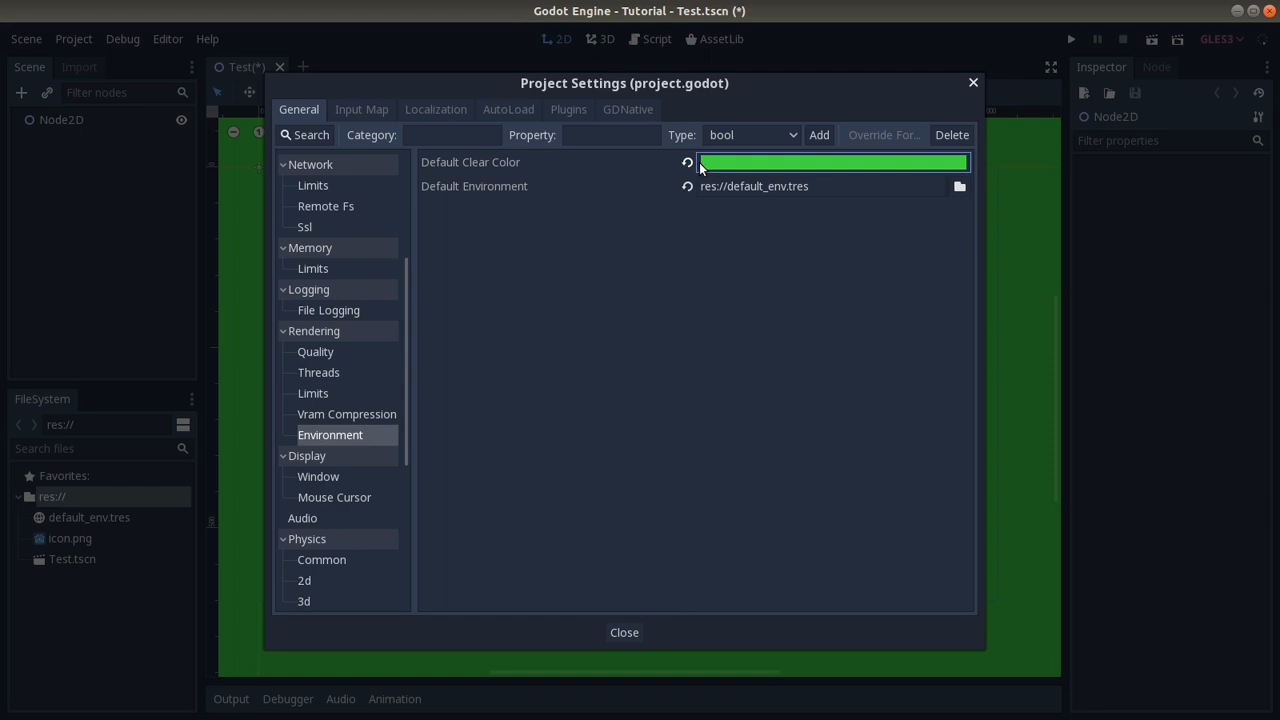 Godot Engine - Tutorial - Test.tscn (*)
Scene Project Debug Editor Help
2D 3D Script AssetLib
GLES3
Scene Import
Test(*)
Inspector Node
Filter nodes
Node2D
Node2D
Filter properties
Project Settings (project.godot)
General Input Map Localization AutoLoad Plugins GDNative
Search Category: Property: Type: bool Add Override For... Delete
Network
Limits
Remote Fs
Ssl
Memory
Limits
Logging
File Logging
Rendering
Quality
Threads
Limits
Vram Compression
Environment
Display
Window
Mouse Cursor
Audio
Physics
Common
2d
3d
Default Clear Color
Default Environment res://default_env.tres
Close
FileSystem
res://
Search files
Favorites:
res://
default_env.tres
icon.png
Test.tscn
Output Debugger Audio Animation